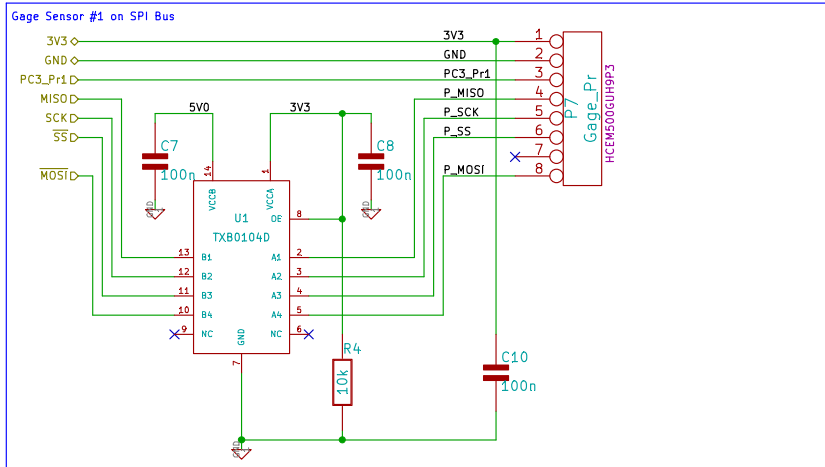 Gage Sensor #1 on SPI Bus
3V3
GND
PC3_Pr1
MISO
SCK
SS
MOSI
3V3
GND
PC3_Pr1
P_MISO
P_SCK
P_SS
P_MOSI
1
2
3
4
5
6
7
8
P7
Gage_Pr
HCEM500GUH9P3
5V0
3V3
C7
100n
GND
C8
100n
GND
14
VCCB
1
VCCA
U1
TXB0104D
OE
8
13
B1
A1
2
12
B2
A2
3
11
B3
A3
4
10
B4
A4
5
9
NC
NC
6
GND
7
GND
R4
10k
C10
100n